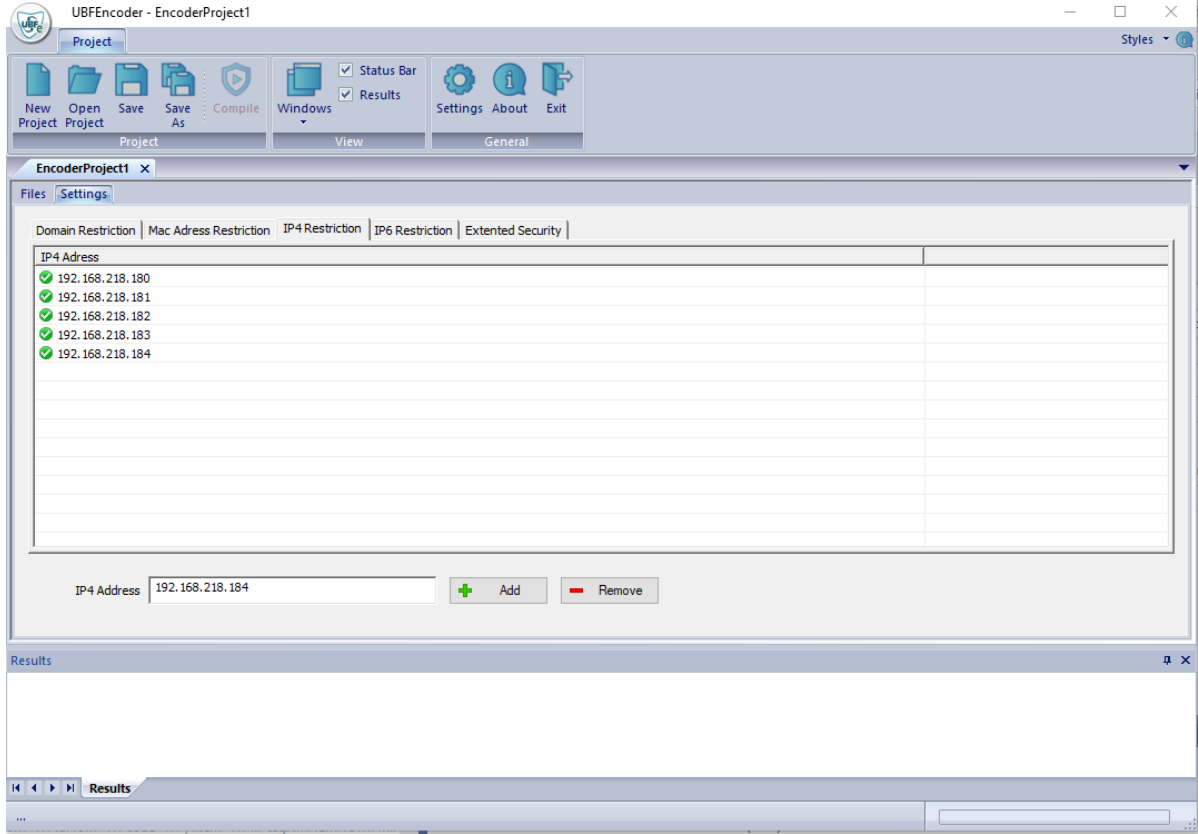 UBFEncoder - EncoderProject1
UBF
e
Project
Styles
New Project
Open Project
Save
Save As
Compile
Project
Windows
Status Bar
Results
View
Settings
About
Exit
General
EncoderProject1
Files
Settings
Domain Restriction
Mac Adress Restriction
IP4 Restriction
IP6 Restriction
Extented Security
IP4 Adress
192.168.218.180
192.168.218.181
192.168.218.182
192.168.218.183
192.168.218.184
IP4 Address
192.168.218.184
Add
Remove
Results
Results
...